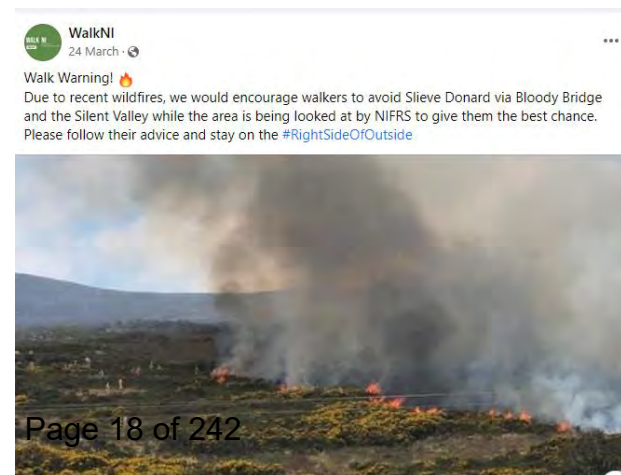 WalkNI
24 March
Walk Warning! 🔥
Due to recent wildfires, we would encourage walkers to avoid Slieve Donard via Bloody Bridge
and the Silent Valley while the area is being looked at by NIFRS to give them the best chance.
Please follow their advice and stay on the #RightSideOfOutside
Page 18 of 242